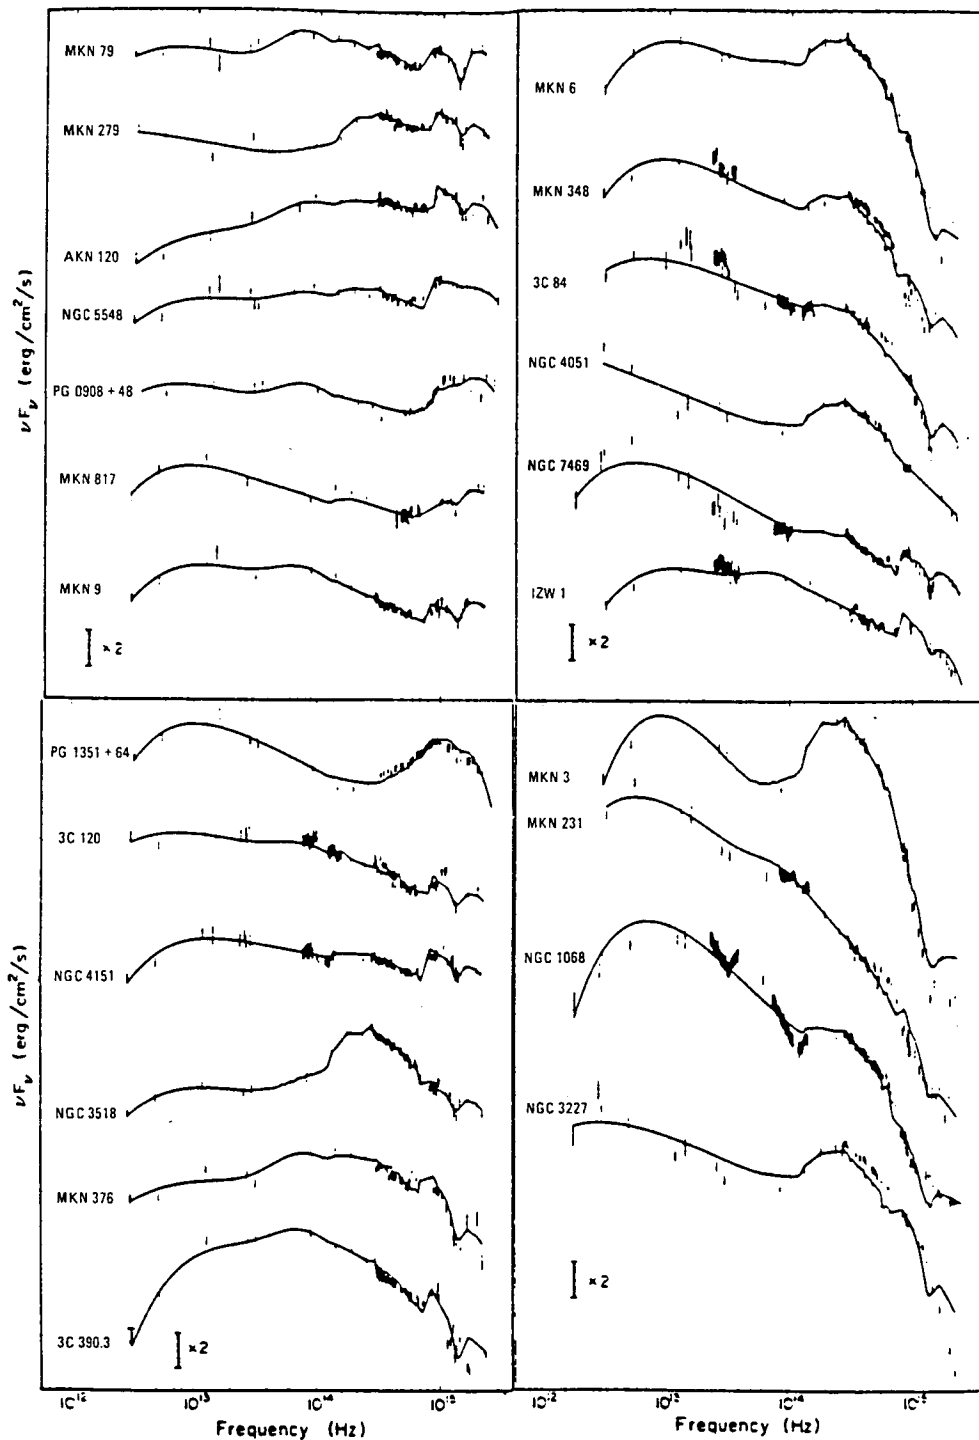 MKN 79
MKN 279
AKN 120
NGC 5548
PG 0908 + 48
MKN 817
MKN 9
× 2
νFν (erg/cm²/s)
MKN 6
MKN 348
3C 84
NGC 4051
NGC 7469
IZW 1
× 2
PG 1351 + 64
3C 120
NGC 4151
NGC 3518
MKN 376
3C 390.3
× 2
νFν (erg/cm²/s)
10¹² 10¹³ 10¹⁴ 10¹⁵
Frequency (Hz)
MKN 3
MKN 231
NGC 1068
NGC 3227
× 2
10¹² 10¹³ 10¹⁴ 10¹⁵
Frequency (Hz)